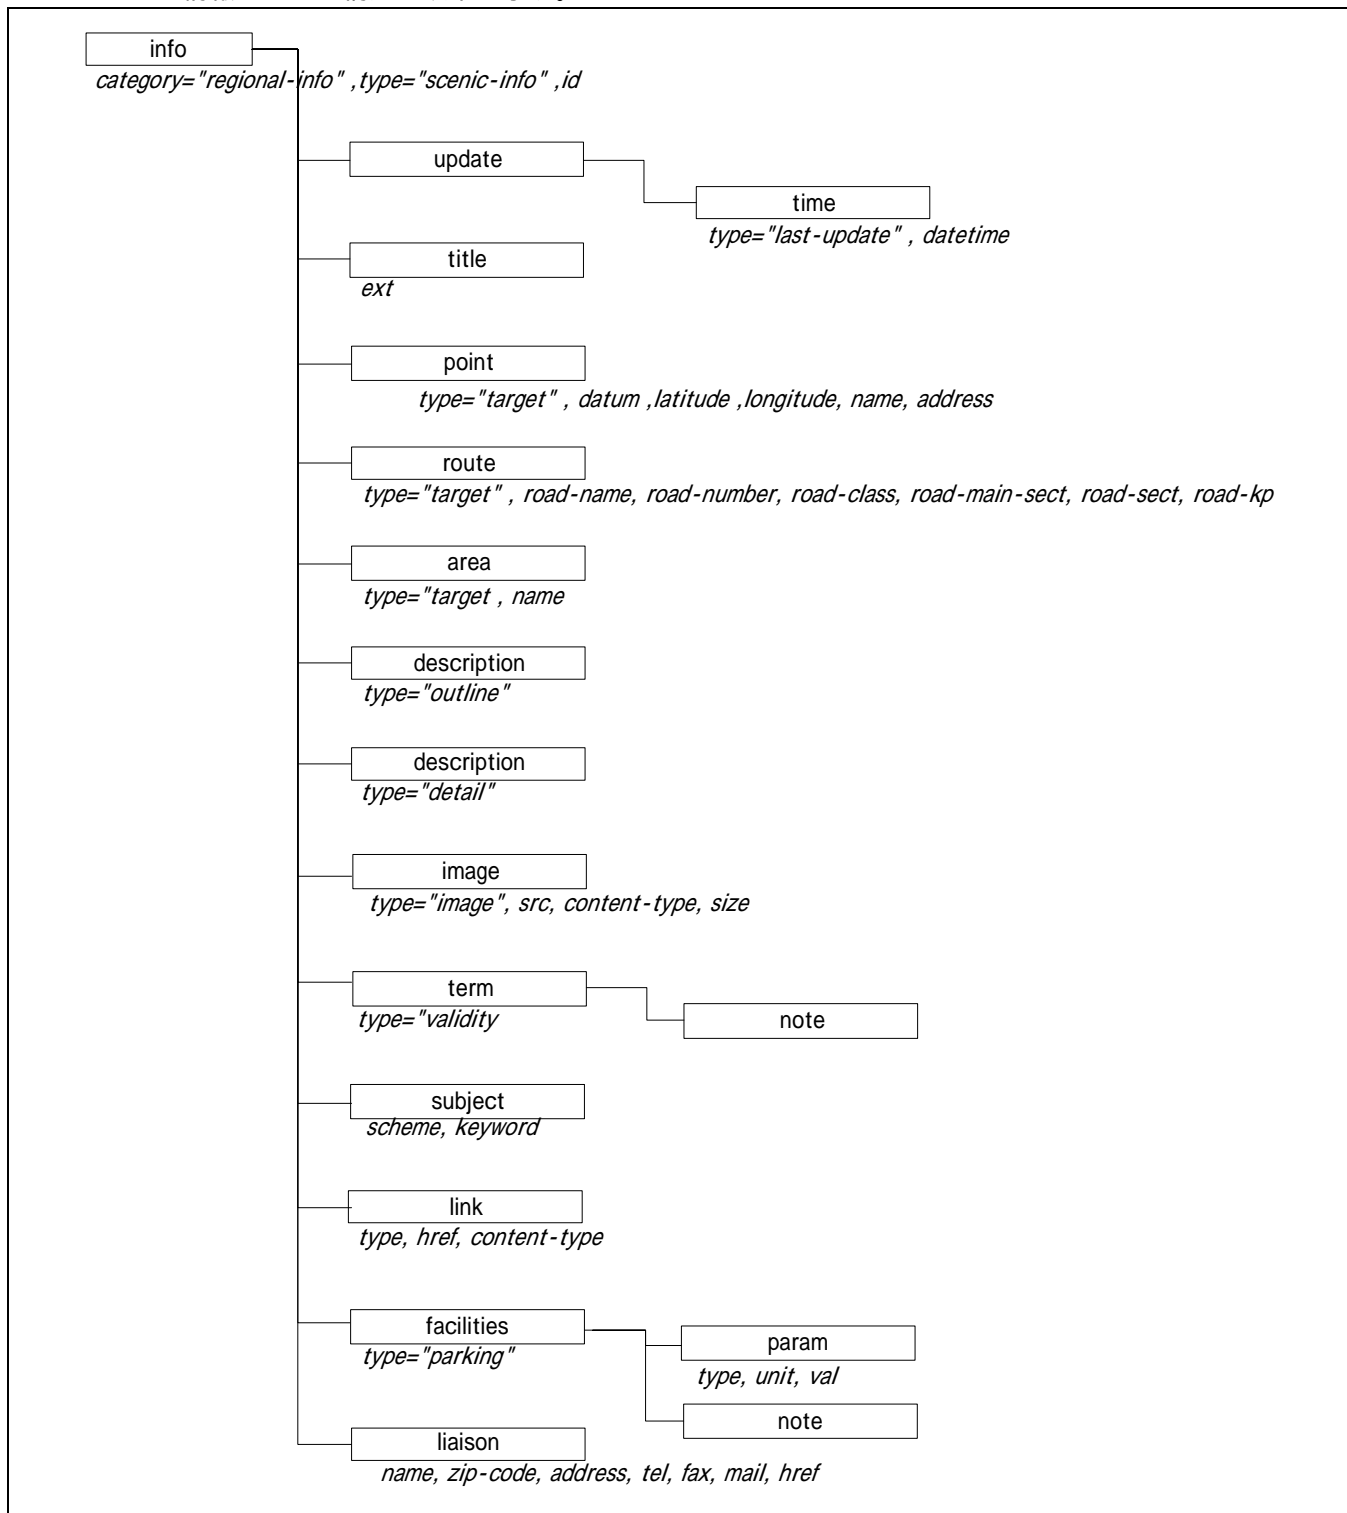 info
category="regional-info" ,type="scenic-info" ,id
update
time
type="last-update" , datetime
title
ext
point
type="target" , datum ,latitude ,longitude, name, address
route
type="target" , road-name, road-number, road-class, road-main-sect, road-sect, road-kp
area
type="target , name
description
type="outline"
description
type="detail"
image
type="image", src, content-type, size
term
type="validity
note
subject
scheme, keyword
link
type, href, content-type
facilities
type="parking"
param
type, unit, val
note
liaison
name, zip-code, address, tel, fax, mail, href